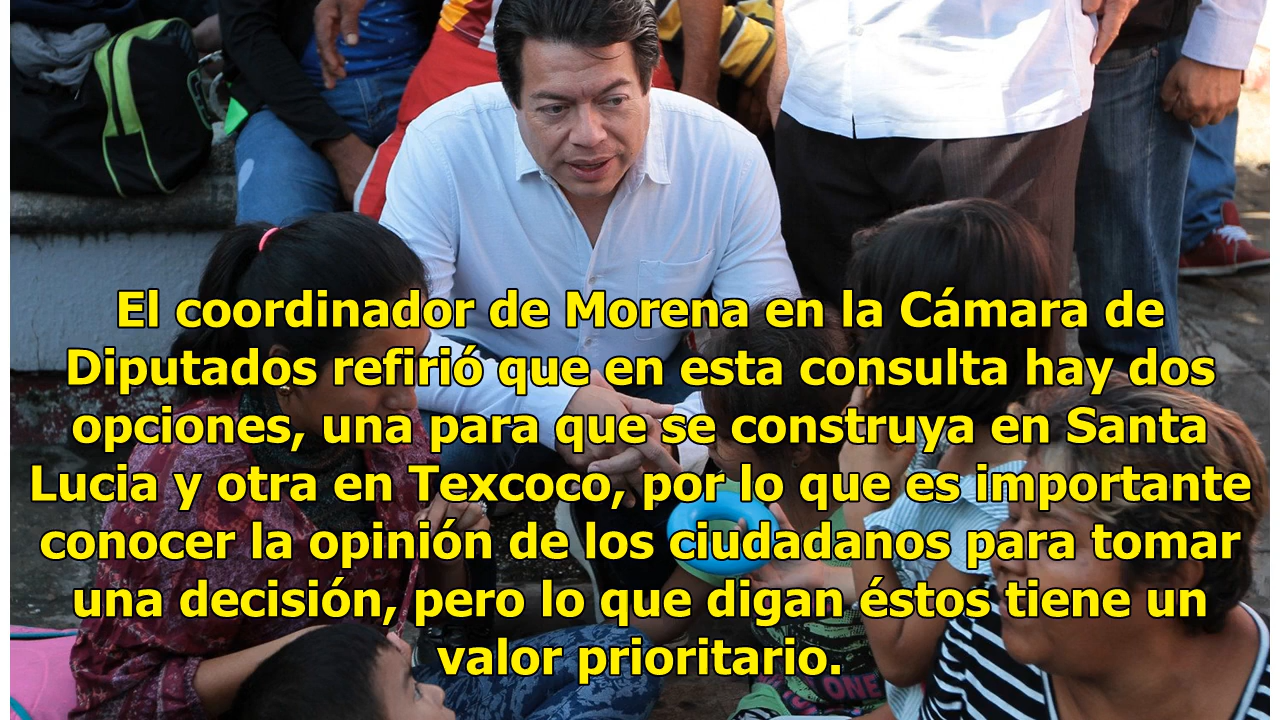 El coordinador de Morena en la Cámara de
Diputados refirió que en esta consulta hay dos
opciones, una para que se construya en Santa
Lucia y otra en Texcoco, por lo que es importante
conocer la opinión de los ciudadanos para tomar
una decisión, pero lo que digan éstos tiene un
valor prioritario.
ONE